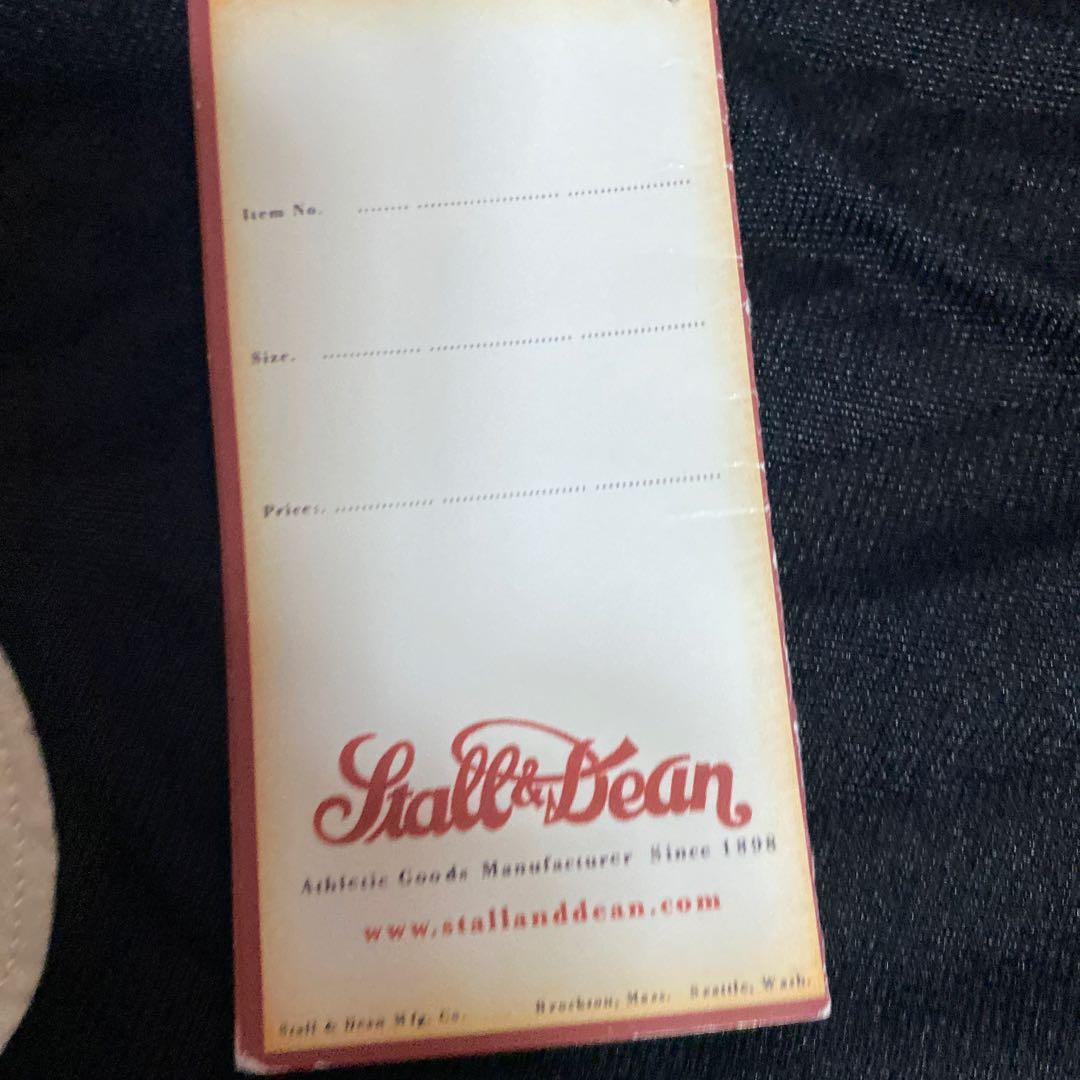 Item No. ........ ...................... ...................
Size. ............... ...................... ...................
Price:. ............... ...................... ...................
Stall & Dean
Athletic Goods Manufacturer Since 1898
www.stallanddean.com
Stall & Dean Mfg. Co. Brockton, Mass. Seattle, Wash.